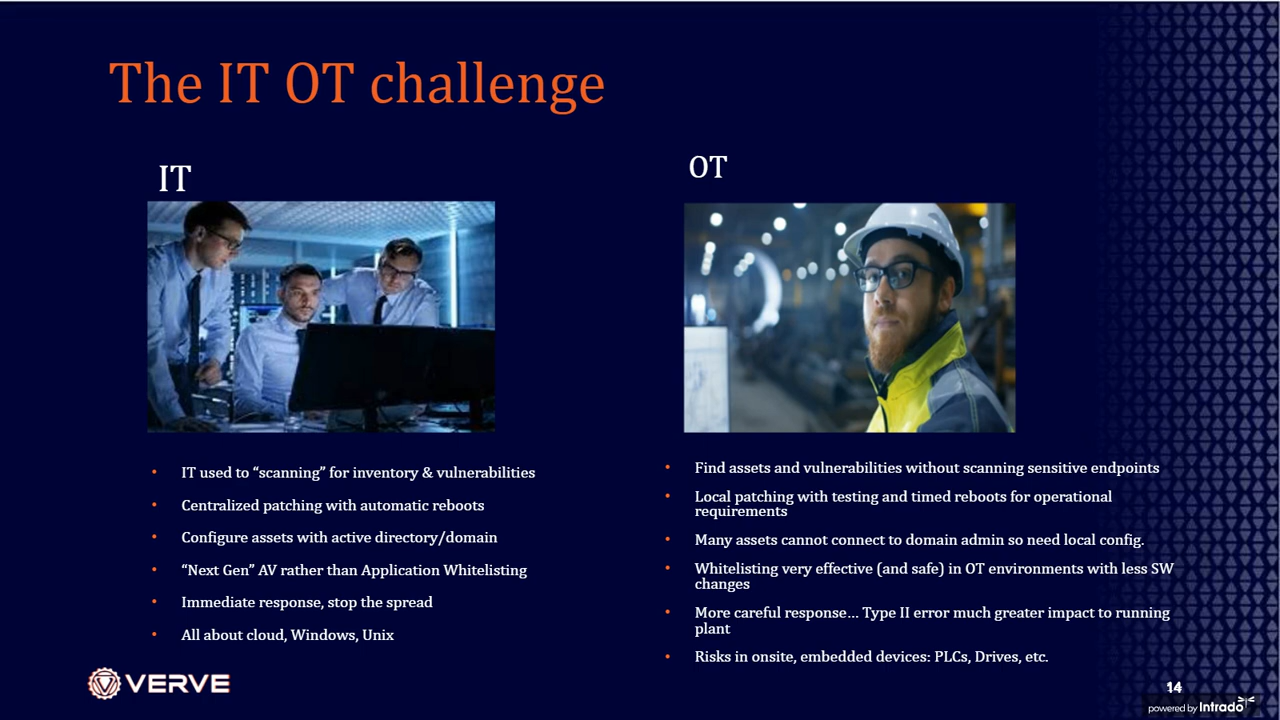 The IT OT challenge
IT
• IT used to “scanning” for inventory & vulnerabilities
• Centralized patching with automatic reboots
• Configure assets with active directory/domain
• “Next Gen” AV rather than Application Whitelisting
• Immediate response, stop the spread
• All about cloud, Windows, Unix
OT
• Find assets and vulnerabilities without scanning sensitive endpoints
• Local patching with testing and timed reboots for operational
requirements
• Many assets cannot connect to domain admin so need local config.
• Whitelisting very effective (and safe) in OT environments with less SW
changes
• More careful response… Type II error much greater impact to running
plant
• Risks in onsite, embedded devices: PLCs, Drives, etc.
VERVE
14
powered by Intrado